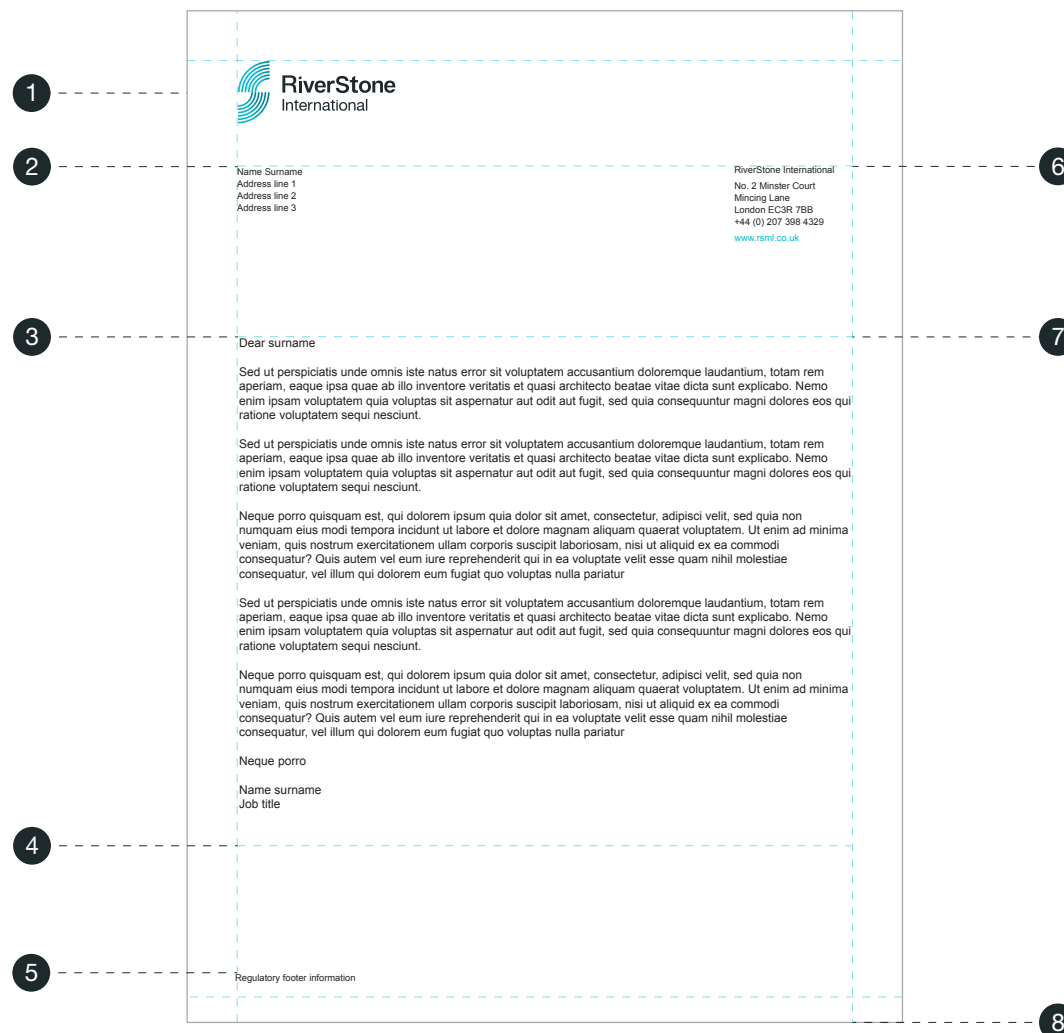 1
RiverStone
International
2
Name Surname
Address line 1
Address line 2
Address line 3
6
RiverStone International
No. 2 Minster Court
Mincing Lane
London EC3R 7BB
+44 (0) 207 398 4329
www.rsml.co.uk
3
7
Dear surname
Sed ut perspiciatis unde omnis iste natus error sit voluptatem accusantium doloremque laudantium, totam rem
aperiam, eaque ipsa quae ab illo inventore veritatis et quasi architecto beatae vitae dicta sunt explicabo. Nemo
enim ipsam voluptatem quia voluptas sit aspernatur aut odit aut fugit, sed quia consequuntur magni dolores eos qui
ratione voluptatem sequi nesciunt.
Sed ut perspiciatis unde omnis iste natus error sit voluptatem accusantium doloremque laudantium, totam rem
aperiam, eaque ipsa quae ab illo inventore veritatis et quasi architecto beatae vitae dicta sunt explicabo. Nemo
enim ipsam voluptatem quia voluptas sit aspernatur aut odit aut fugit, sed quia consequuntur magni dolores eos qui
ratione voluptatem sequi nesciunt.
Neque porro quisquam est, qui dolorem ipsum quia dolor sit amet, consectetur, adipisci velit, sed quia non
numquam eius modi tempora incidunt ut labore et dolore magnam aliquam quaerat voluptatem. Ut enim ad minima
veniam, quis nostrum exercitationem ullam corporis suscipit laboriosam, nisi ut aliquid ex ea commodi
consequatur? Quis autem vel eum iure reprehenderit qui in ea voluptate velit esse quam nihil molestiae
consequatur, vel illum qui dolorem eum fugiat quo voluptas nulla pariatur
Sed ut perspiciatis unde omnis iste natus error sit voluptatem accusantium doloremque laudantium, totam rem
aperiam, eaque ipsa quae ab illo inventore veritatis et quasi architecto beatae vitae dicta sunt explicabo. Nemo
enim ipsam voluptatem quia voluptas sit aspernatur aut odit aut fugit, sed quia consequuntur magni dolores eos qui
ratione voluptatem sequi nesciunt.
Neque porro quisquam est, qui dolorem ipsum quia dolor sit amet, consectetur, adipisci velit, sed quia non
numquam eius modi tempora incidunt ut labore et dolore magnam aliquam quaerat voluptatem. Ut enim ad minima
veniam, quis nostrum exercitationem ullam corporis suscipit laboriosam, nisi ut aliquid ex ea commodi
consequatur? Quis autem vel eum iure reprehenderit qui in ea voluptate velit esse quam nihil molestiae
consequatur, vel illum qui dolorem eum fugiat quo voluptas nulla pariatur
Neque porro
Name surname
Job title
4
5
Regulatory footer information
8